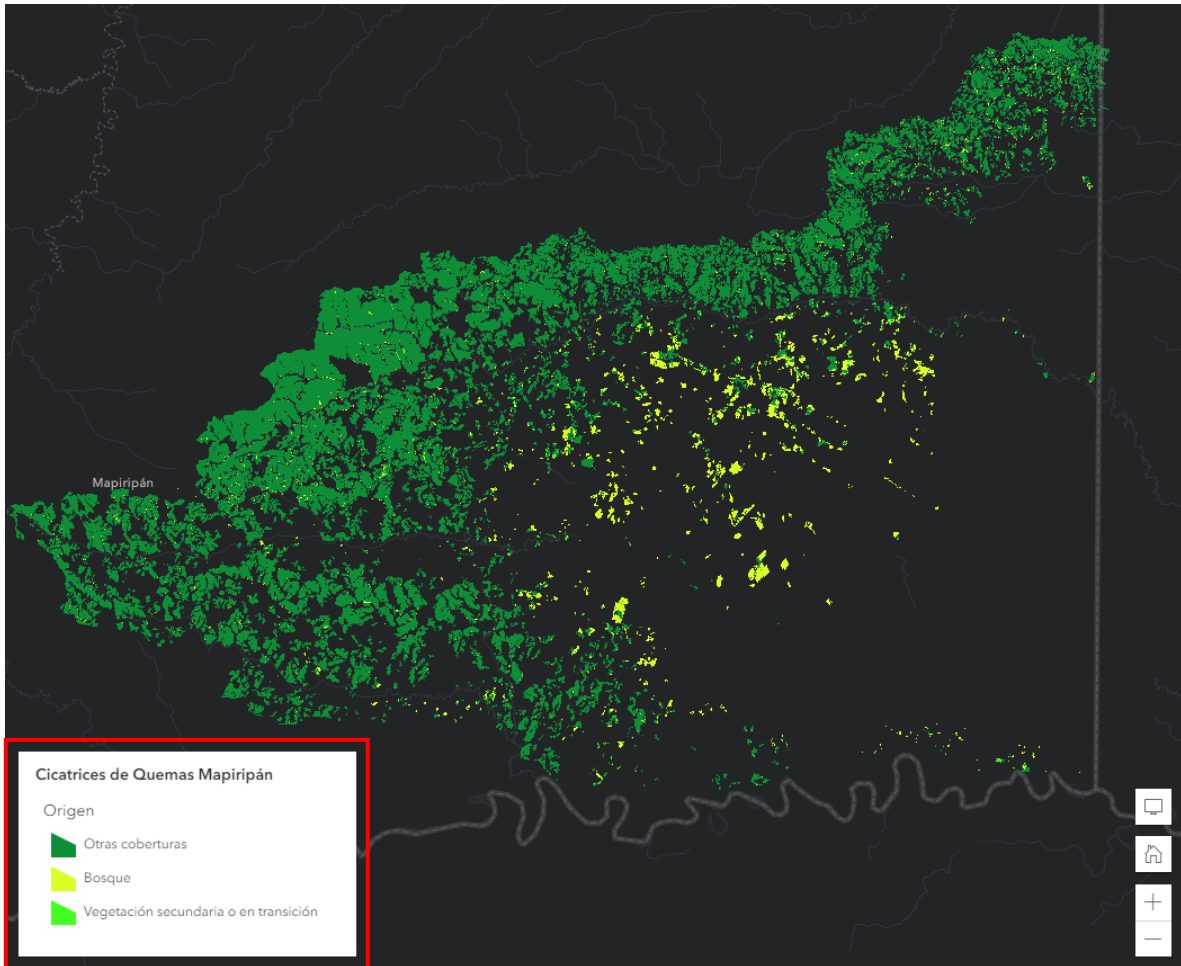 Mapiripán
Cicatrices de Quemas Mapiripán
Origen
Otras coberturas
Bosque
Vegetación secundaria o en transición